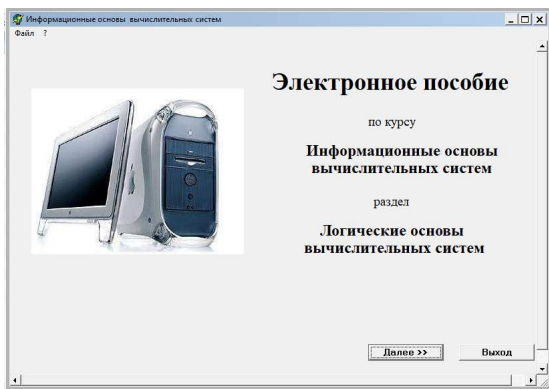 Информационные основы вычислительных систем
Файл ?
Электронное пособие
по курсу
Информационные основы
вычислительных систем
раздел
Логические основы
вычислительных систем
Далее >> Выход